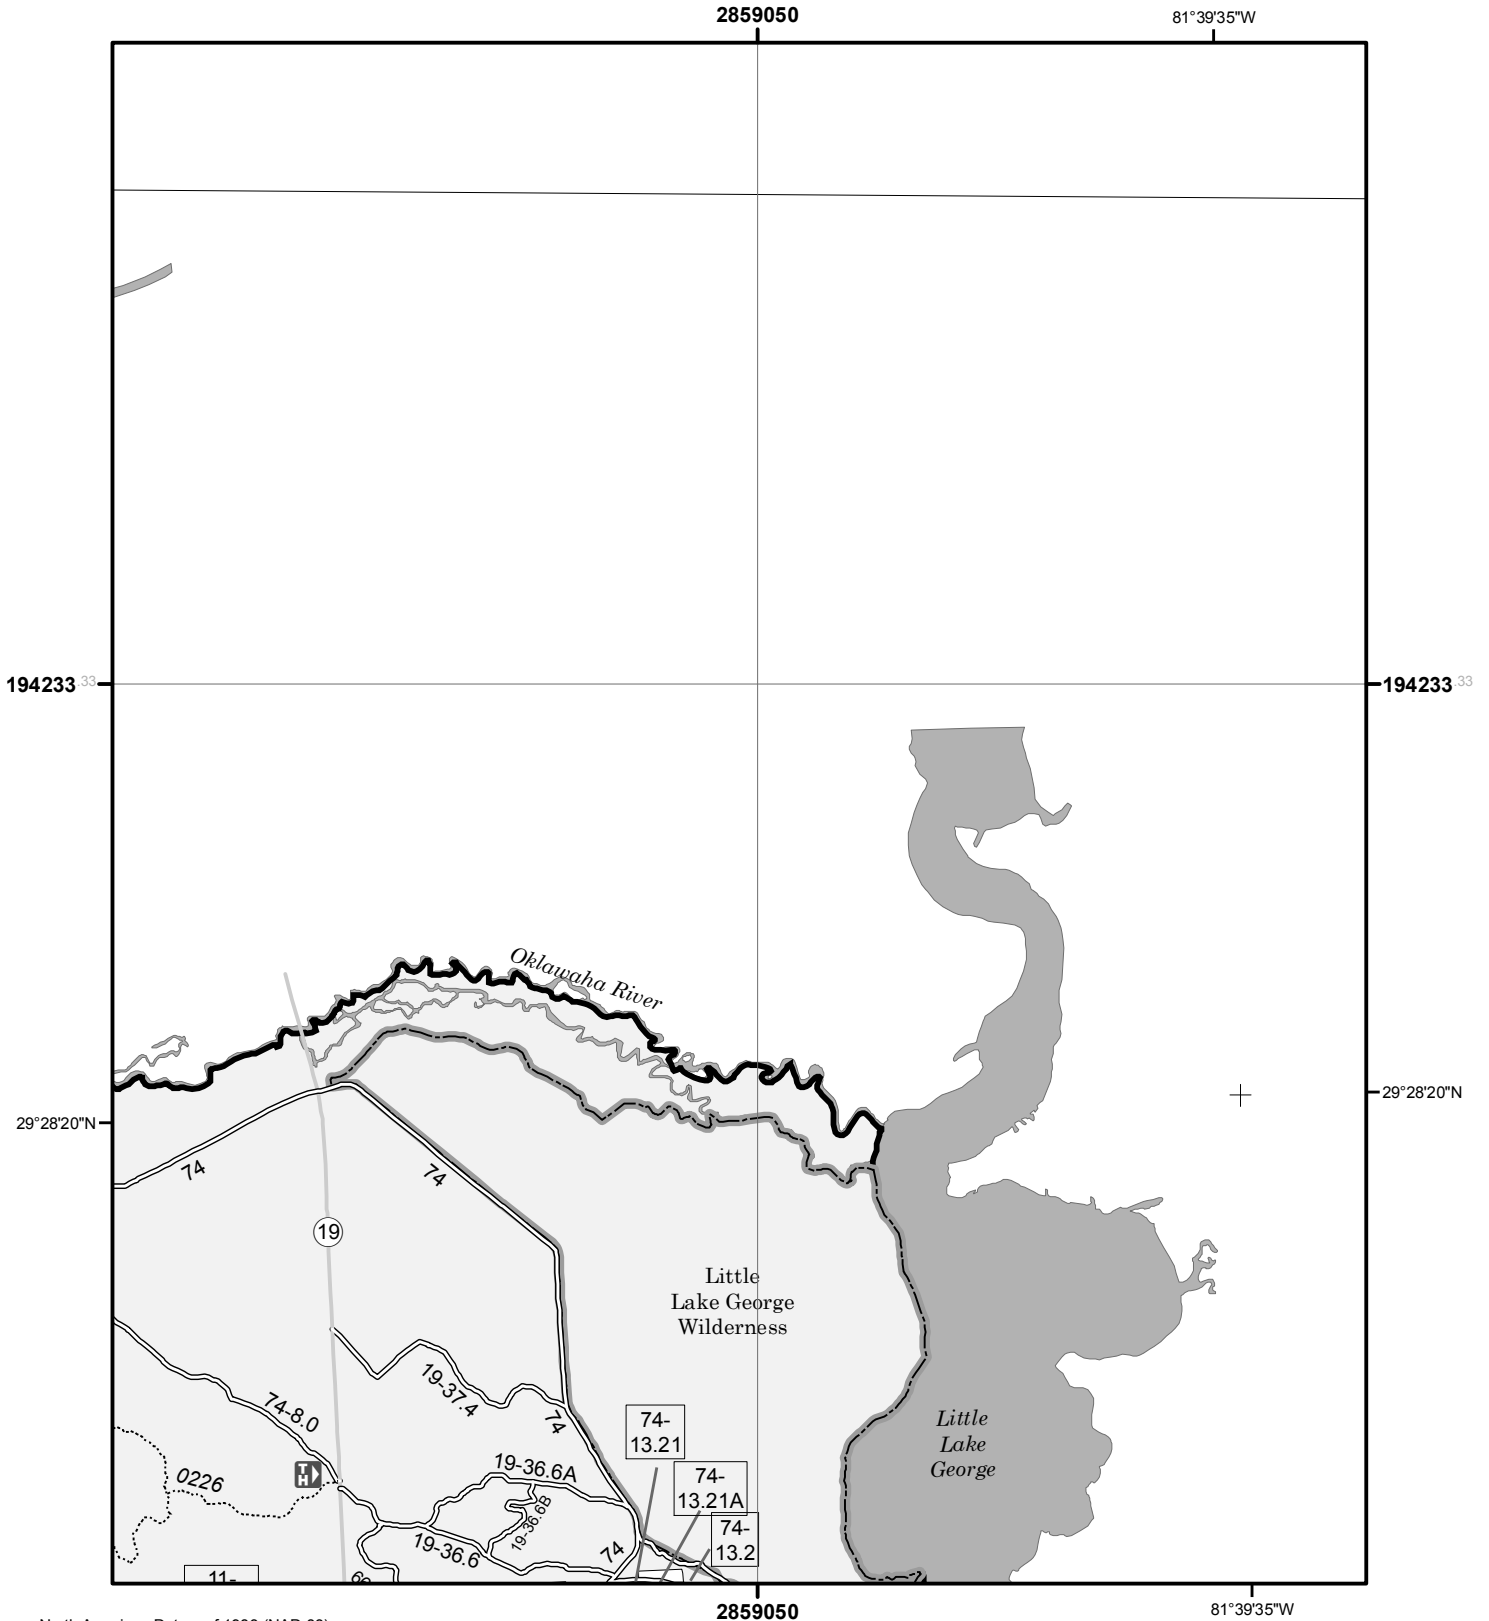 2859050
81°39'35"W
194233.33
194233.33
Oklawaha River
29°28'20"N
29°28'20"N
74
74
19
Little
Lake George
Wilderness
19-37.4
74-8.0
74
74-
13.21
Little
Lake
George
0226
TH
19-36.6A
74-
13.21A
19-36.6B
74-
13.2
19-36.6
74
11-
2859050
81°39'35"W